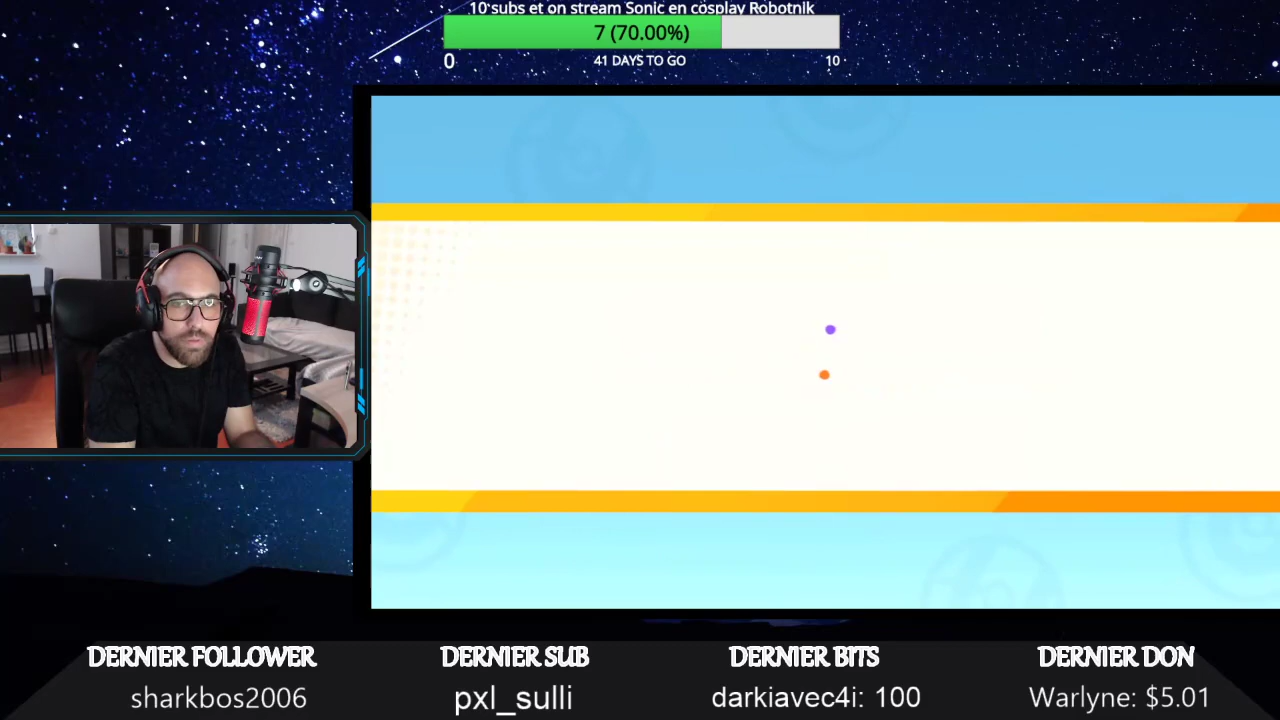 10 subs et on stream Sonic en cosplay Robotnik
7 (70.00%)
0
41 DAYS TO GO
10
DERNIER FOLLOWER
DERNIER SUB
DERNIER BITS
DERNIER DON
sharkbos2006
pxl_sulli
darkiavec4i: 100
Warlyne: $5.01